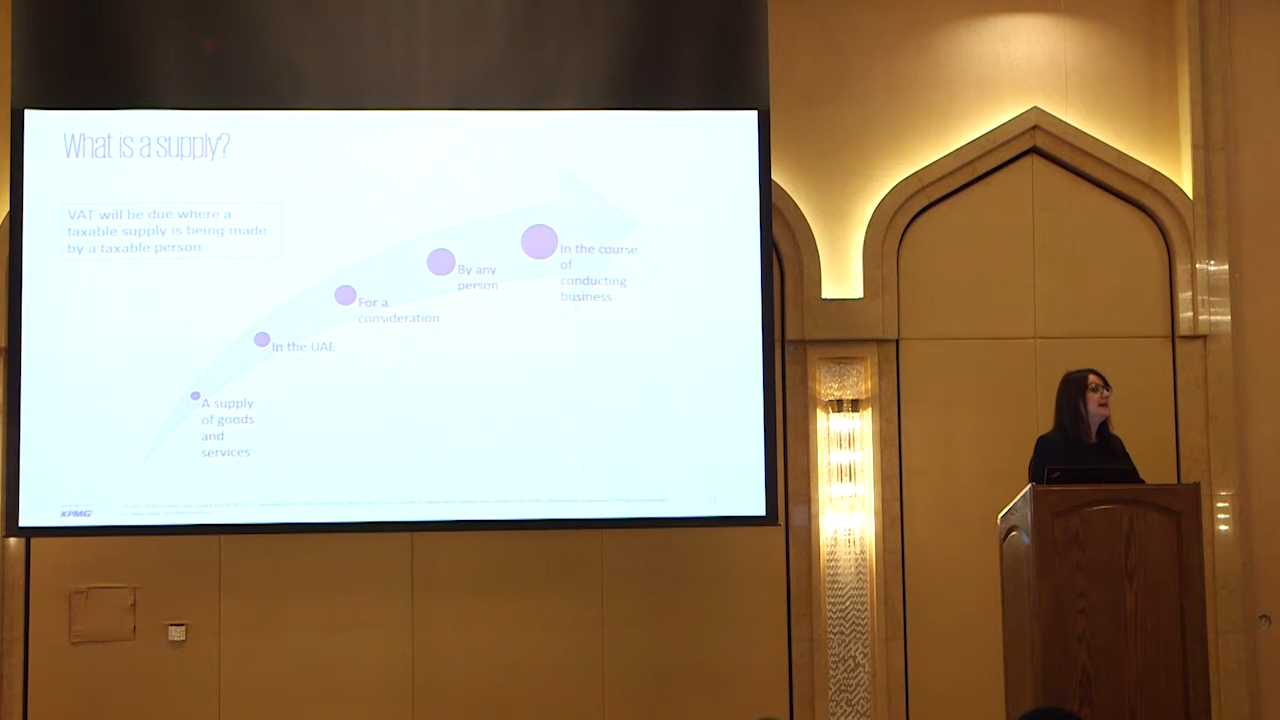 What is a supply?
VAT will be due where a
taxable supply is being made
by a taxable person
In the course
of
conducting
business
By any
person
For a
consideration
In the UAE
A supply
of goods
and
services
KPMG